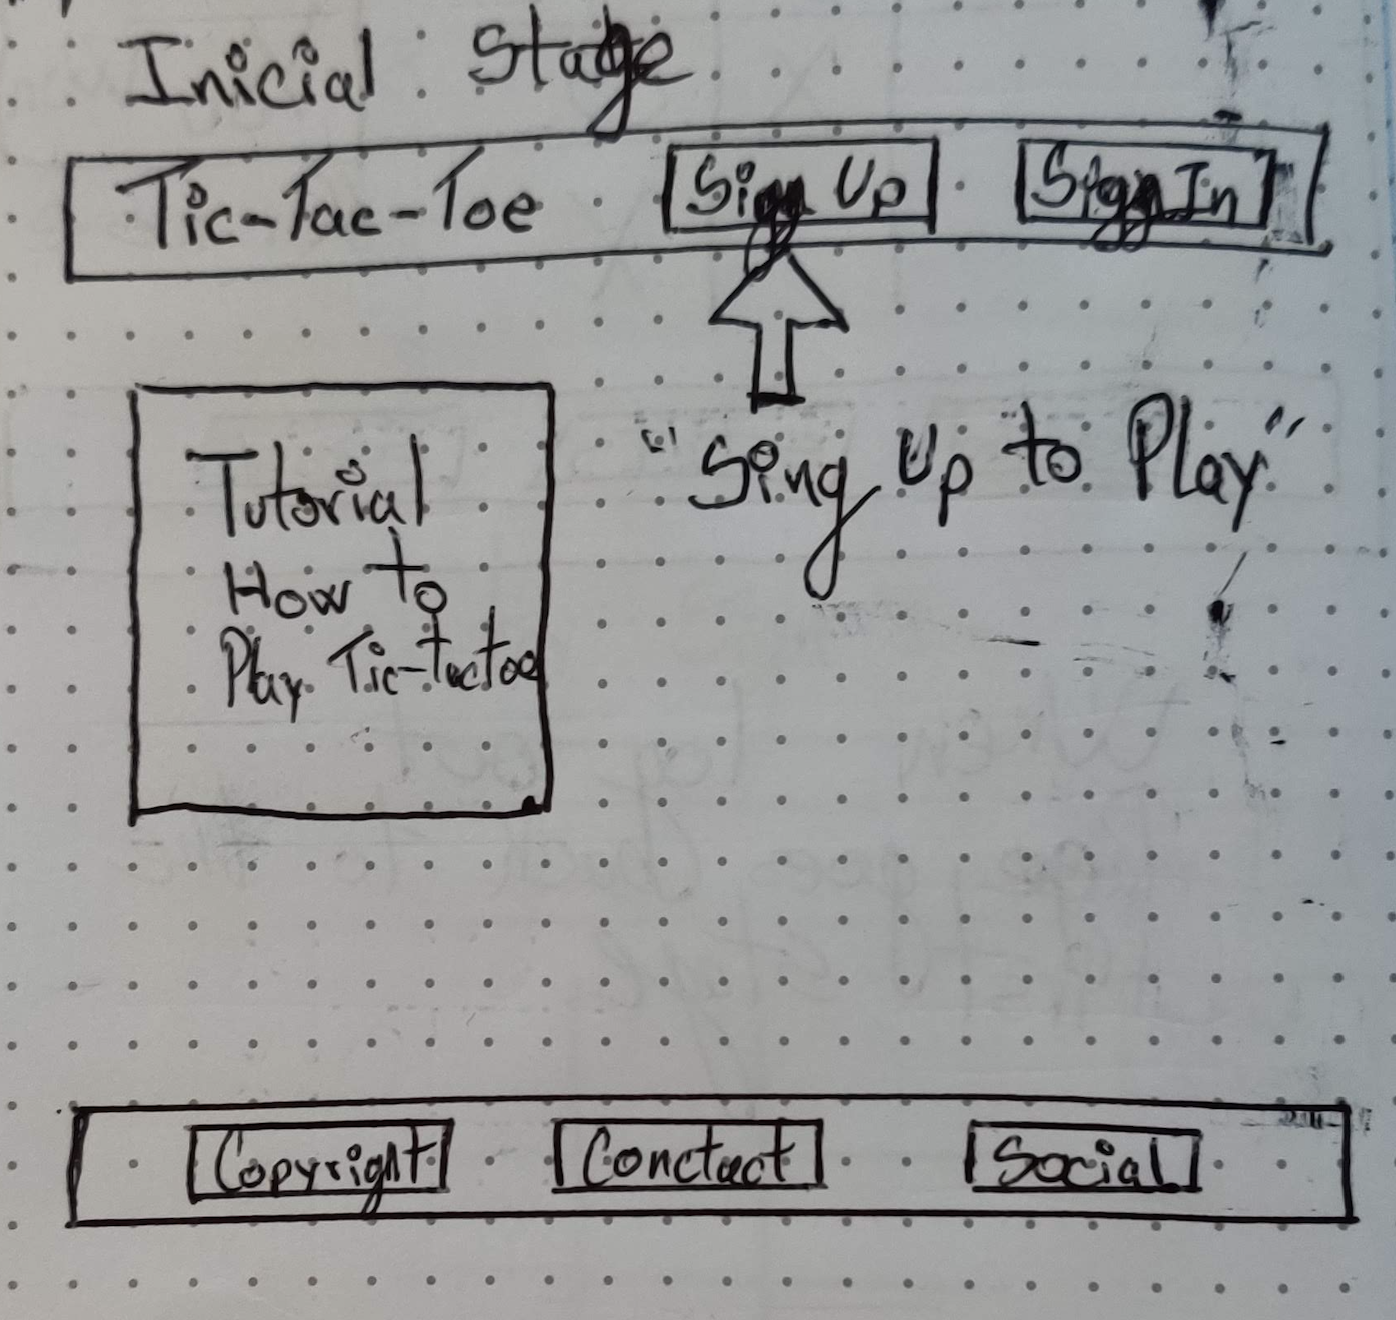 Inicial Stage
Tic-Tac-Toe Sign Up Sign In
Tutorial
How to
Play Tic-tactoe
"Sing Up to Play"
Copyright Conctact Social